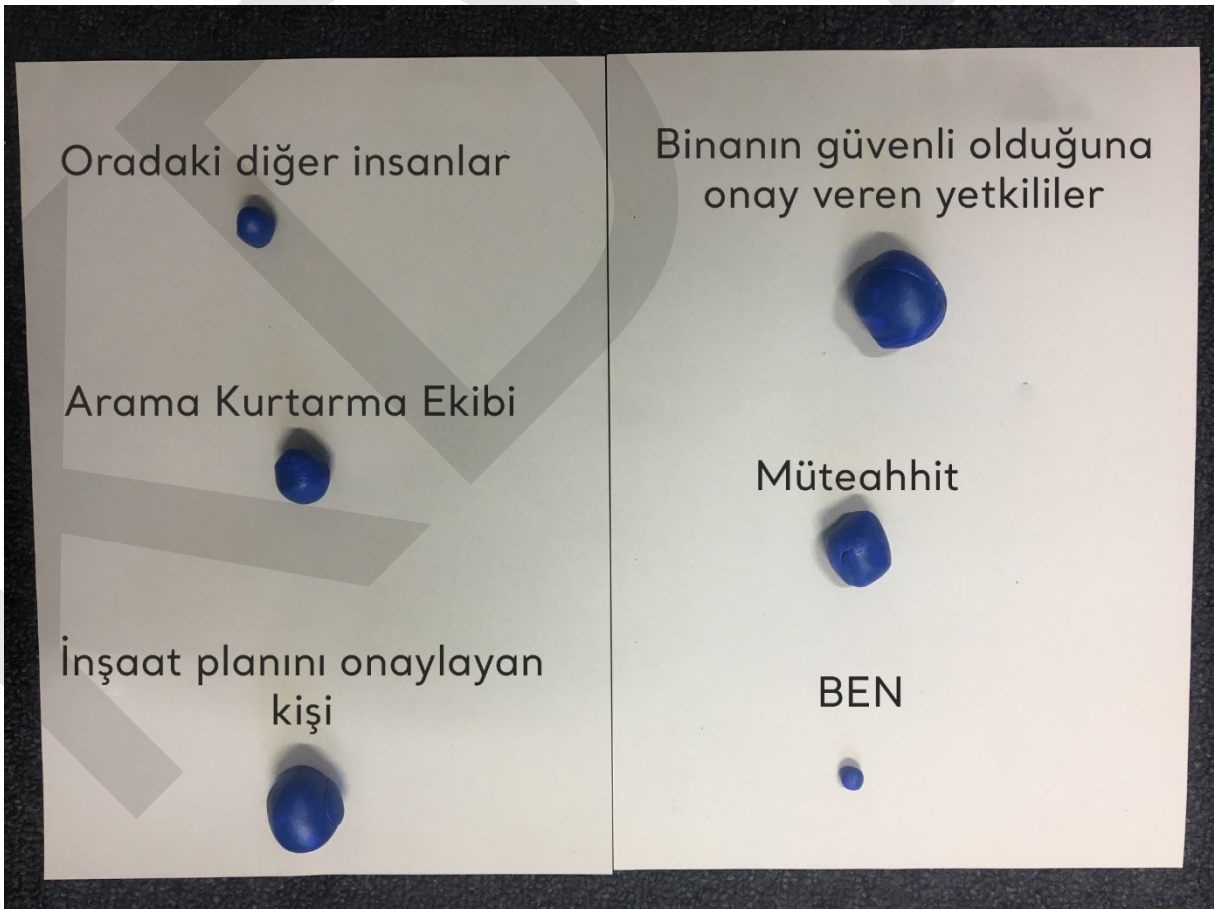 Oradaki diğer insanlar
Arama Kurtarma Ekibi
İnşaat planını onaylayan
kişi
Binanın güvenli olduğuna
onay veren yetkililer
Müteahhit
BEN